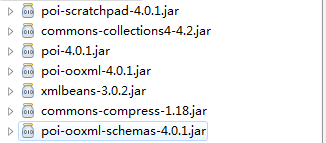 poi-scratchpad-4.0.1.jar
commons-collections4-4.2.jar
poi-4.0.1.jar
poi-ooxml-4.0.1.jar
xmlbeans-3.0.2.jar
commons-compress-1.18.jar
poi-ooxml-schemas-4.0.1.jar